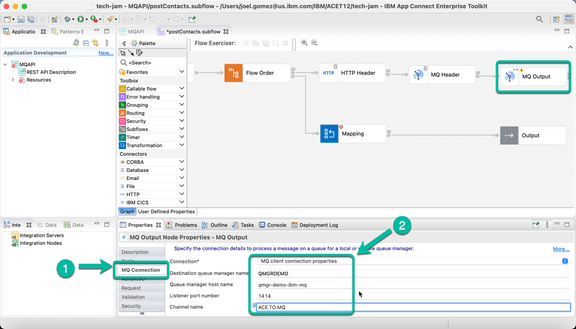 tech-jam - MQAPI/postContacts.subflow - /Users/joel.gomez@us.ibm.com/IBM/ACET12/tech-jam - IBM App Connect Enterprise Toolkit
Applicatio
Patterns E
MQAPI
*postContacts.subflow
Application Development
New...
MQAPI
REST API Description
Resources
Palette
<Search>
Favorites
Toolbox
Callable flow
Error handling
Grouping
Routing
Security
Subflows
Timer
Transformation
Connectors
CORBA
Database
Email
File
HTTP
IBM CICS
Graph
User Defined Properties
Flow Exerciser:
Flow Order
HTTP
HTTP Header
MQ Header
MQ Output
Mapping
Output
Inte
Data
Data
Integration Servers
Integration Nodes
Properties
Problems
Outline
Tasks
Console
Deployment Log
MQ Output Node Properties - MQ Output
Description
MQ Connection
Advanced
Request
Validation
Security
Specify the connection details to process a message on a queue for a local or
queue manager.
More...
Connection*
MQ client connection properties
Destination queue manager name
QMGRDEMO
Queue manager host name
qmgr-demo-ibm-mq
Listener port number
1414
Channel name
ACE.TO.MQ
1
2